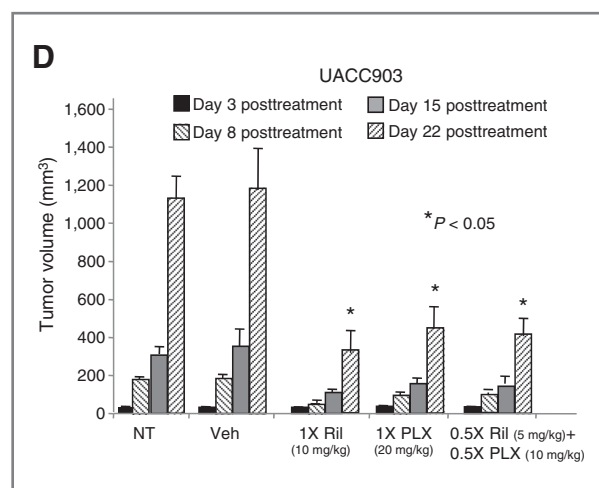 D
UACC903
Day 3 posttreatment
Day 15 posttreatment
Day 8 posttreatment
Day 22 posttreatment
Tumor volume (mm³)
1,600
1,400
1,200
1,000
800
600
400
200
0
*P < 0.05
*
*
*
NT
Veh
1X Ril
(10 mg/kg)
1X PLX
(20 mg/kg)
0.5X Ril (5 mg/kg)+
0.5X PLX (10 mg/kg)